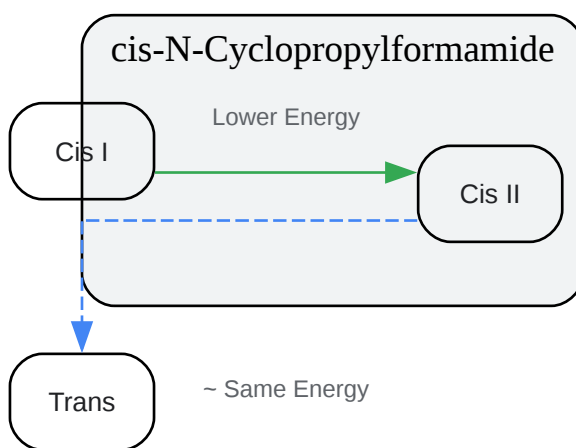 cis-N-Cyclopropylformamide
Lower Energy
Cis I
Cis II
Trans
~ Same Energy